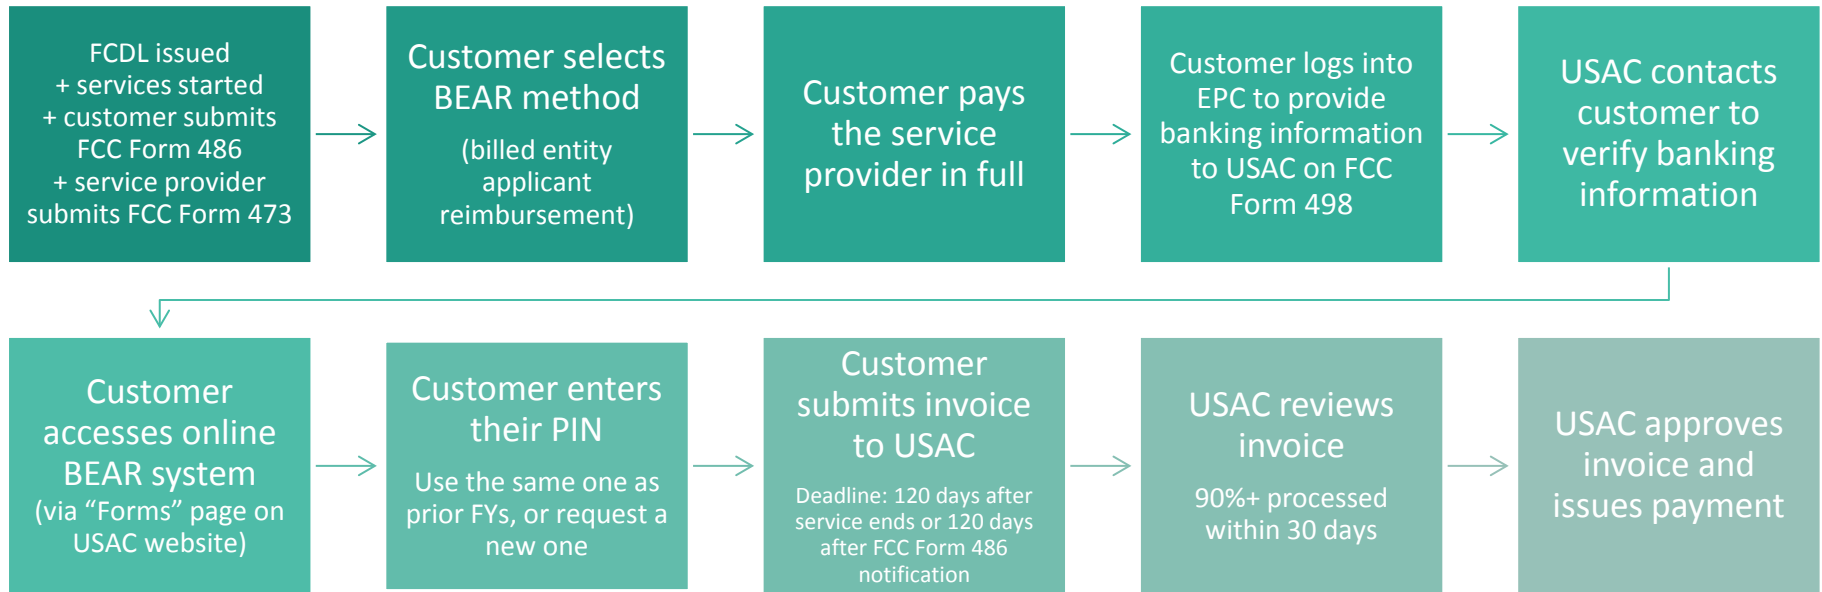 FCDL issued
+ services started
+ customer submits
FCC Form 486
+ service provider
submits FCC Form 473
Customer selects
BEAR method
(billed entity
applicant
reimbursement)
Customer pays
the service
provider in full
Customer logs into
EPC to provide
banking information
to USAC on FCC
Form 498
USAC contacts
customer to
verify banking
information
Customer
accesses online
BEAR system
(via “Forms” page on
USAC website)
Customer enters
their PIN
Use the same one as
prior FYs, or request a
new one
Customer
submits invoice
to USAC
Deadline: 120 days after
service ends or 120 days
after FCC Form 486
notification
USAC reviews
invoice
90%+ processed
within 30 days
USAC approves
invoice and
issues payment